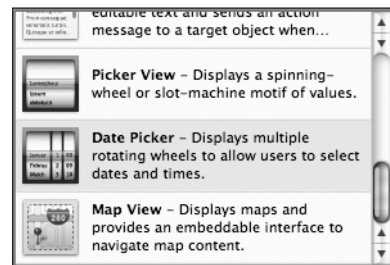 editable text and sends an action
message to a target object when...
Picker View – Displays a spinning-
wheel or slot-machine motif of values.
Date Picker – Displays multiple
rotating wheels to allow users to select
dates and times.
280
Map View – Displays maps and
provides an embeddable interface to
navigate map content.